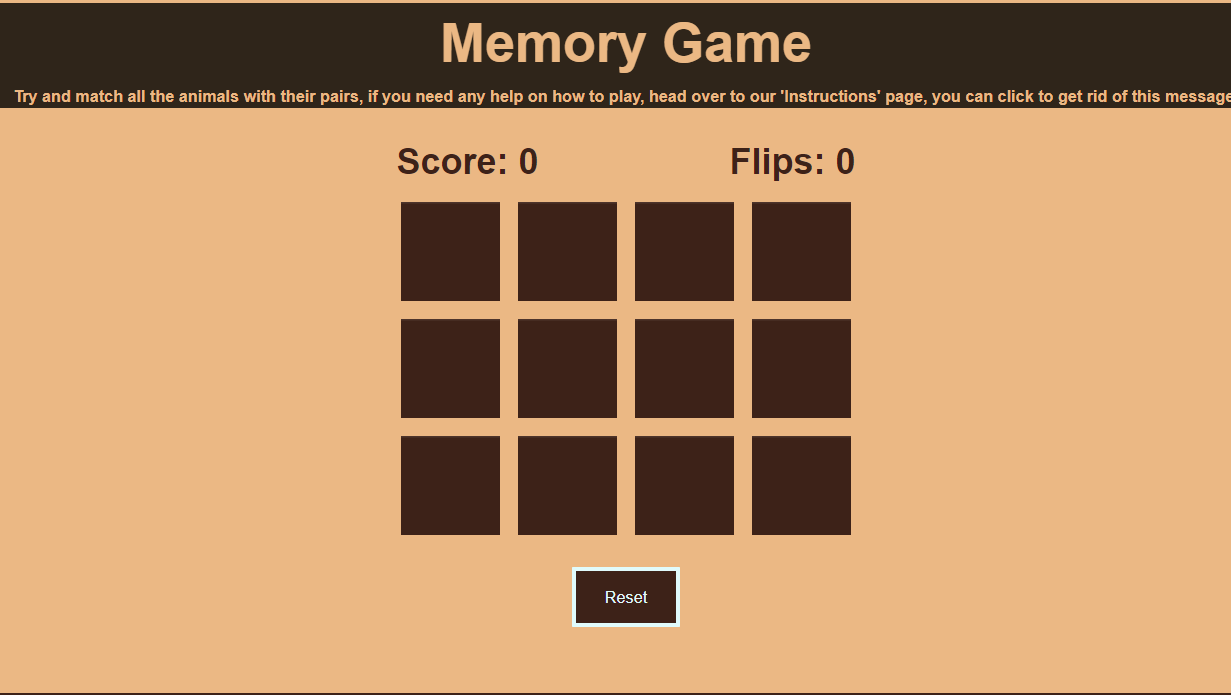 Memory Game
Try and match all the animals with their pairs, if you need any help on how to play, head over to our 'Instructions' page, you can click to get rid of this message
Score: 0 Flips: 0
Reset